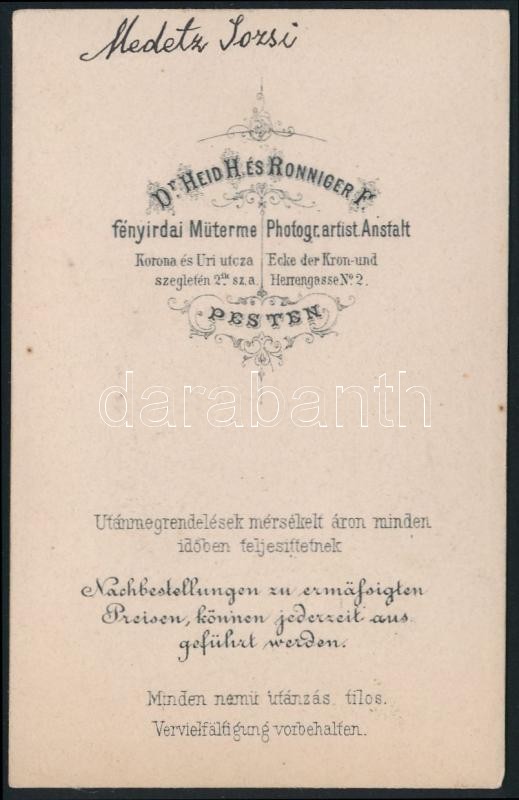 Medetz Jozsi
Dr Heid H. és Ronniger F.
fényirdai Müterme Photogr. artist. Anstalt
Korona és Uri utcza Ecke der Kron-und
szegletén 2ik sz. a. Herrengasse No 2.
PESTEN
darabanth
Utánmegrendelések mérsékelt áron minden
időben teljesittetnek
Nachbestellungen zu ermäfsigten
Preisen, können jederzeit aus-
geführt werden.
Minden nemü utánzás tilos.
Vervielfältigung vorbehalten.